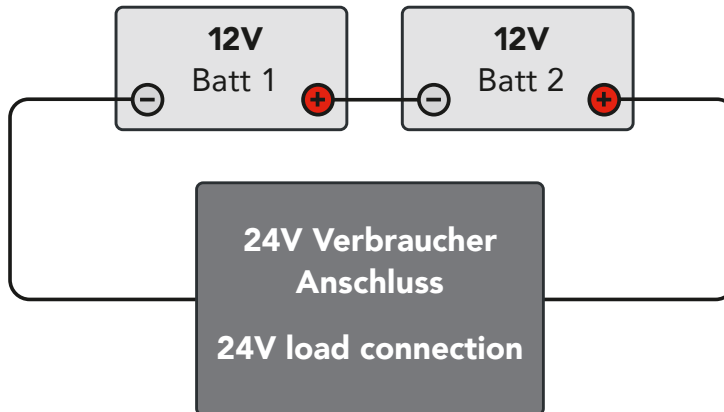 12V
Batt 1
12V
Batt 2
− + − +
24V Verbraucher
Anschluss
24V load connection